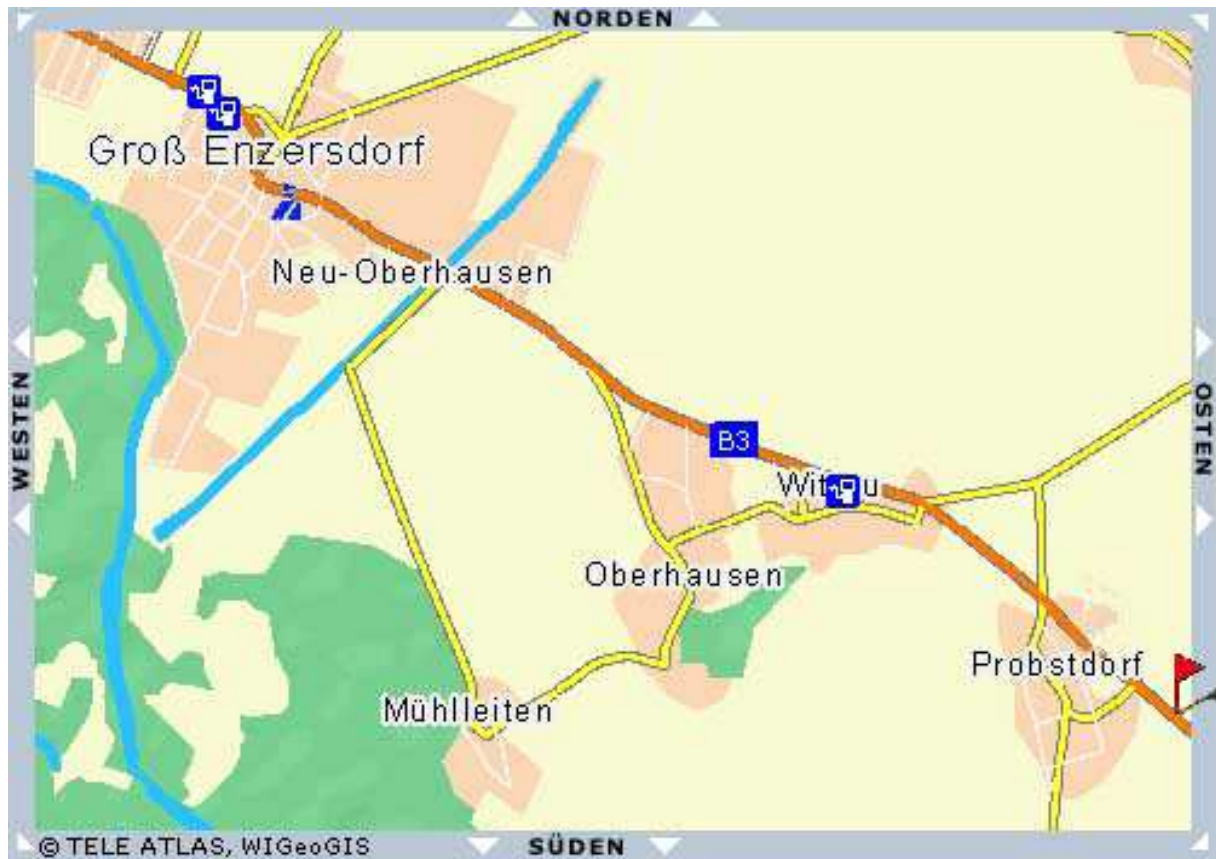 NORDEN
Groß Enzersdorf
Neu-Oberhausen
WESTEN
OSTEN
B3
Oberhausen
Probstdorf
Mühlleiten
© TELE ATLAS, WIGeoGIS
SÜDEN